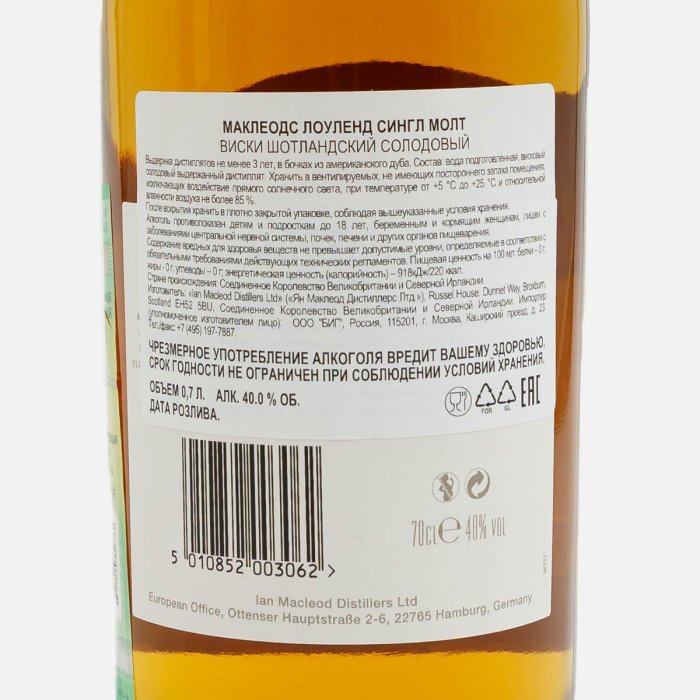 МАКЛЕОДС ЛОУЛЕНД СИНГЛ МОЛТ
ВИСКИ ШОТЛАНДСКИЙ СОЛОДОВЫЙ
Выдержка дистиллятов не менее 3 лет, в бочках из американского дуба. Состав: вода подготовленная, висковый
солодовый выдержанный дистиллят. Хранить в вентилируемых, не имеющих постороннего запаха помещениях,
исключающих воздействие прямого солнечного света, при температуре от +5 °С до +25 °С и относительной
влажности воздуха не более 85 %.
После вскрытия хранить в плотно закрытой упаковке, соблюдая вышеуказанные условия хранения.
Алкоголь противопоказан детям и подросткам до 18 лет, беременным и кормящим женщинам, лицам с
заболеваниями центральной нервной системы, почек, печени и других органов пищеварения.
Содержание вредных для здоровья веществ не превышает допустимые уровни, определяемые в соответствии с
обязательными требованиями действующих технических регламентов. Пищевая ценность на 100 мл: белки – 0 г,
жиры - 0 г, углеводы – 0 г; энергетическая ценность (калорийность) – 918кДж/220 ккал.
Страна происхождения: Соединенное Королевство Великобритании и Северной Ирландии.
Изготовитель: «Ian Macleod Distillers Ltd» («Ян Маклеод Дистиллерс Лтд.»), Russel House, Dunnet Way, Broxburn,
Scotland EH52 5BU, Соединенное Королевство Великобритании и Северной Ирландии. Импортер
(уполномоченное изготовителем лицо): ООО "БИГ", Россия, 115201, г. Москва, Каширский проезд, д. 23.
Тел./факс: +7 (495) 197-7887.
ЧРЕЗМЕРНОЕ УПОТРЕБЛЕНИЕ АЛКОГОЛЯ ВРЕДИТ ВАШЕМУ ЗДОРОВЬЮ.
СРОК ГОДНОСТИ НЕ ОГРАНИЧЕН ПРИ СОБЛЮДЕНИИ УСЛОВИЙ ХРАНЕНИЯ.
ОБЪЕМ 0,7 Л. АЛК. 40.0 % ОБ.
ДАТА РОЗЛИВА.
FOR GL EAC
70CL e 40% VOL
5 010852 003062 >
Ian Macleod Distillers Ltd
European Office, Ottenser Hauptstraße 2-6, 22765 Hamburg, Germany